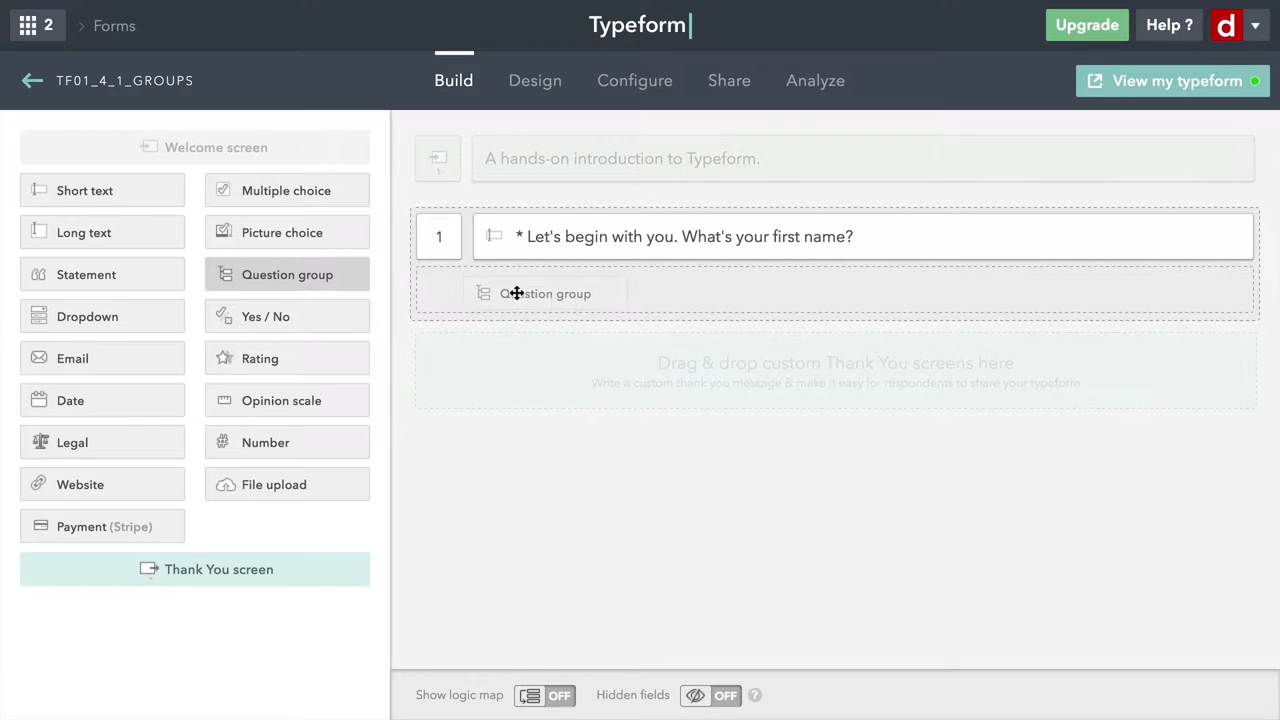 2 Forms Typeform Upgrade Help ? d
TF01_4_1_GROUPS Build Design Configure Share Analyze View my typeform
Welcome screen
Short text Multiple choice
Long text Picture choice
Statement Question group
Dropdown Yes / No
Email Rating
Date Opinion scale
Legal Number
Website File upload
Payment (Stripe)
Thank You screen
1 A hands-on introduction to Typeform.
1 * Let's begin with you. What's your first name?
Question group
Drag & drop custom Thank You screens here
Write a custom thank you message & make it easy for respondents to share your typeform
Show logic map OFF Hidden fields OFF ?